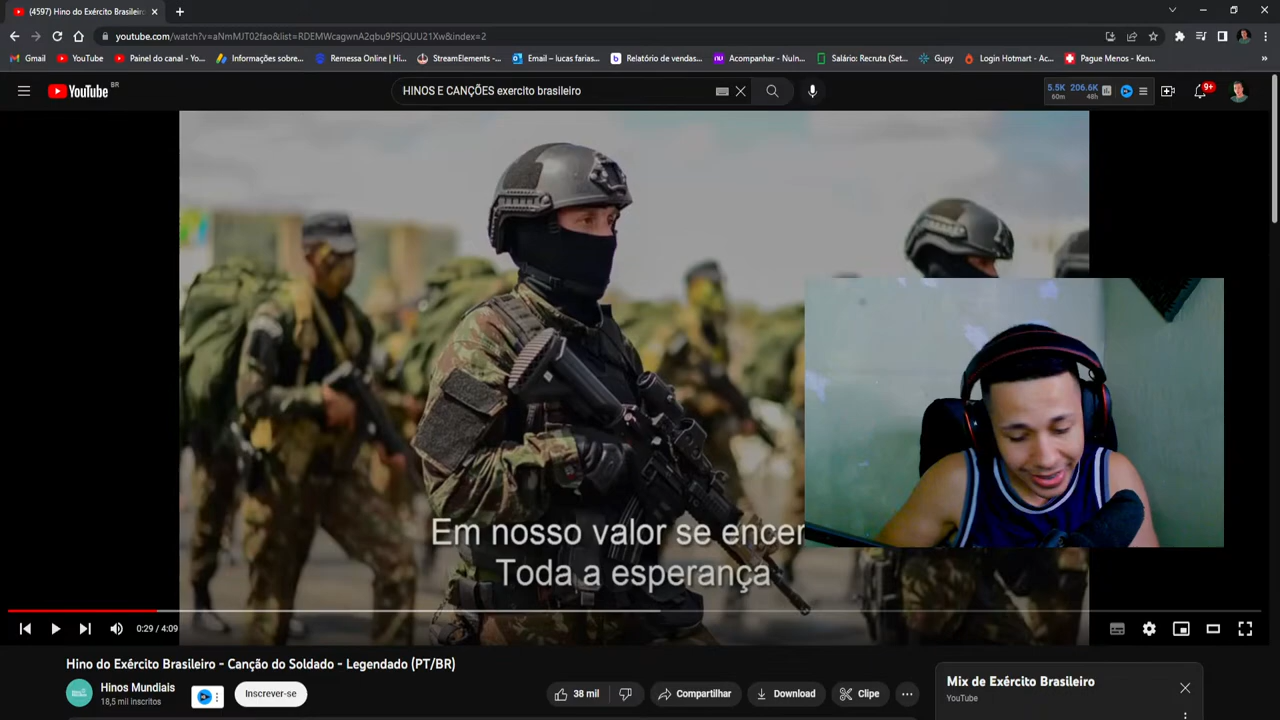 (4597) Hino do Exército Brasileiro
youtube.com/watch?v=aNmMJT02fao&list=RDEMWcagwnA2qbu9PSjQUU21Xw&index=2
Gmail YouTube Painel do canal - Yo... Informações sobre... Remessa Online | Hi... StreamElements -... Email – lucas farias... Relatório de vendas... Acompanhar - Nuin... Salário: Recruta (Set... Gupy Login Hotmart - Ac... Pague Menos - Ken... »
YouTube BR HINOS E CANÇÕES exercito brasileiro 5.5K 206.6K 9+
60m 48h
Em nosso valor se encer
Toda a esperança
0:29 / 4:09
Hino do Exército Brasileiro - Canção do Soldado - Legendado (PT/BR)
Hinos Mundiais
18,5 mil inscritos
Inscrever-se 38 mil Compartilhar Download Clipe ...
Mix de Exército Brasileiro
YouTube